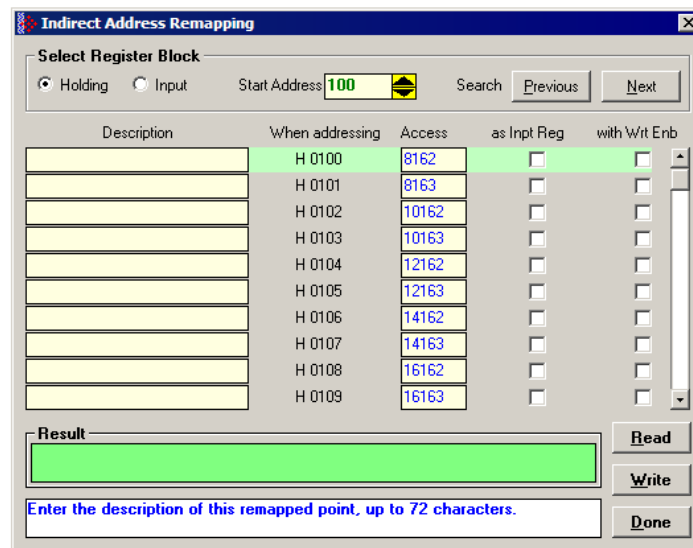 Indirect Address Remapping
Select Register Block
Holding Input Start Address 100 Search Previous Next
Description When addressing Access as Inpt Reg with Wrt Enb
H 0100 8162
H 0101 8163
H 0102 10162
H 0103 10163
H 0104 12162
H 0105 12163
H 0106 14162
H 0107 14163
H 0108 16162
H 0109 16163
Result
Read
Write
Enter the description of this remapped point, up to 72 characters.
Done